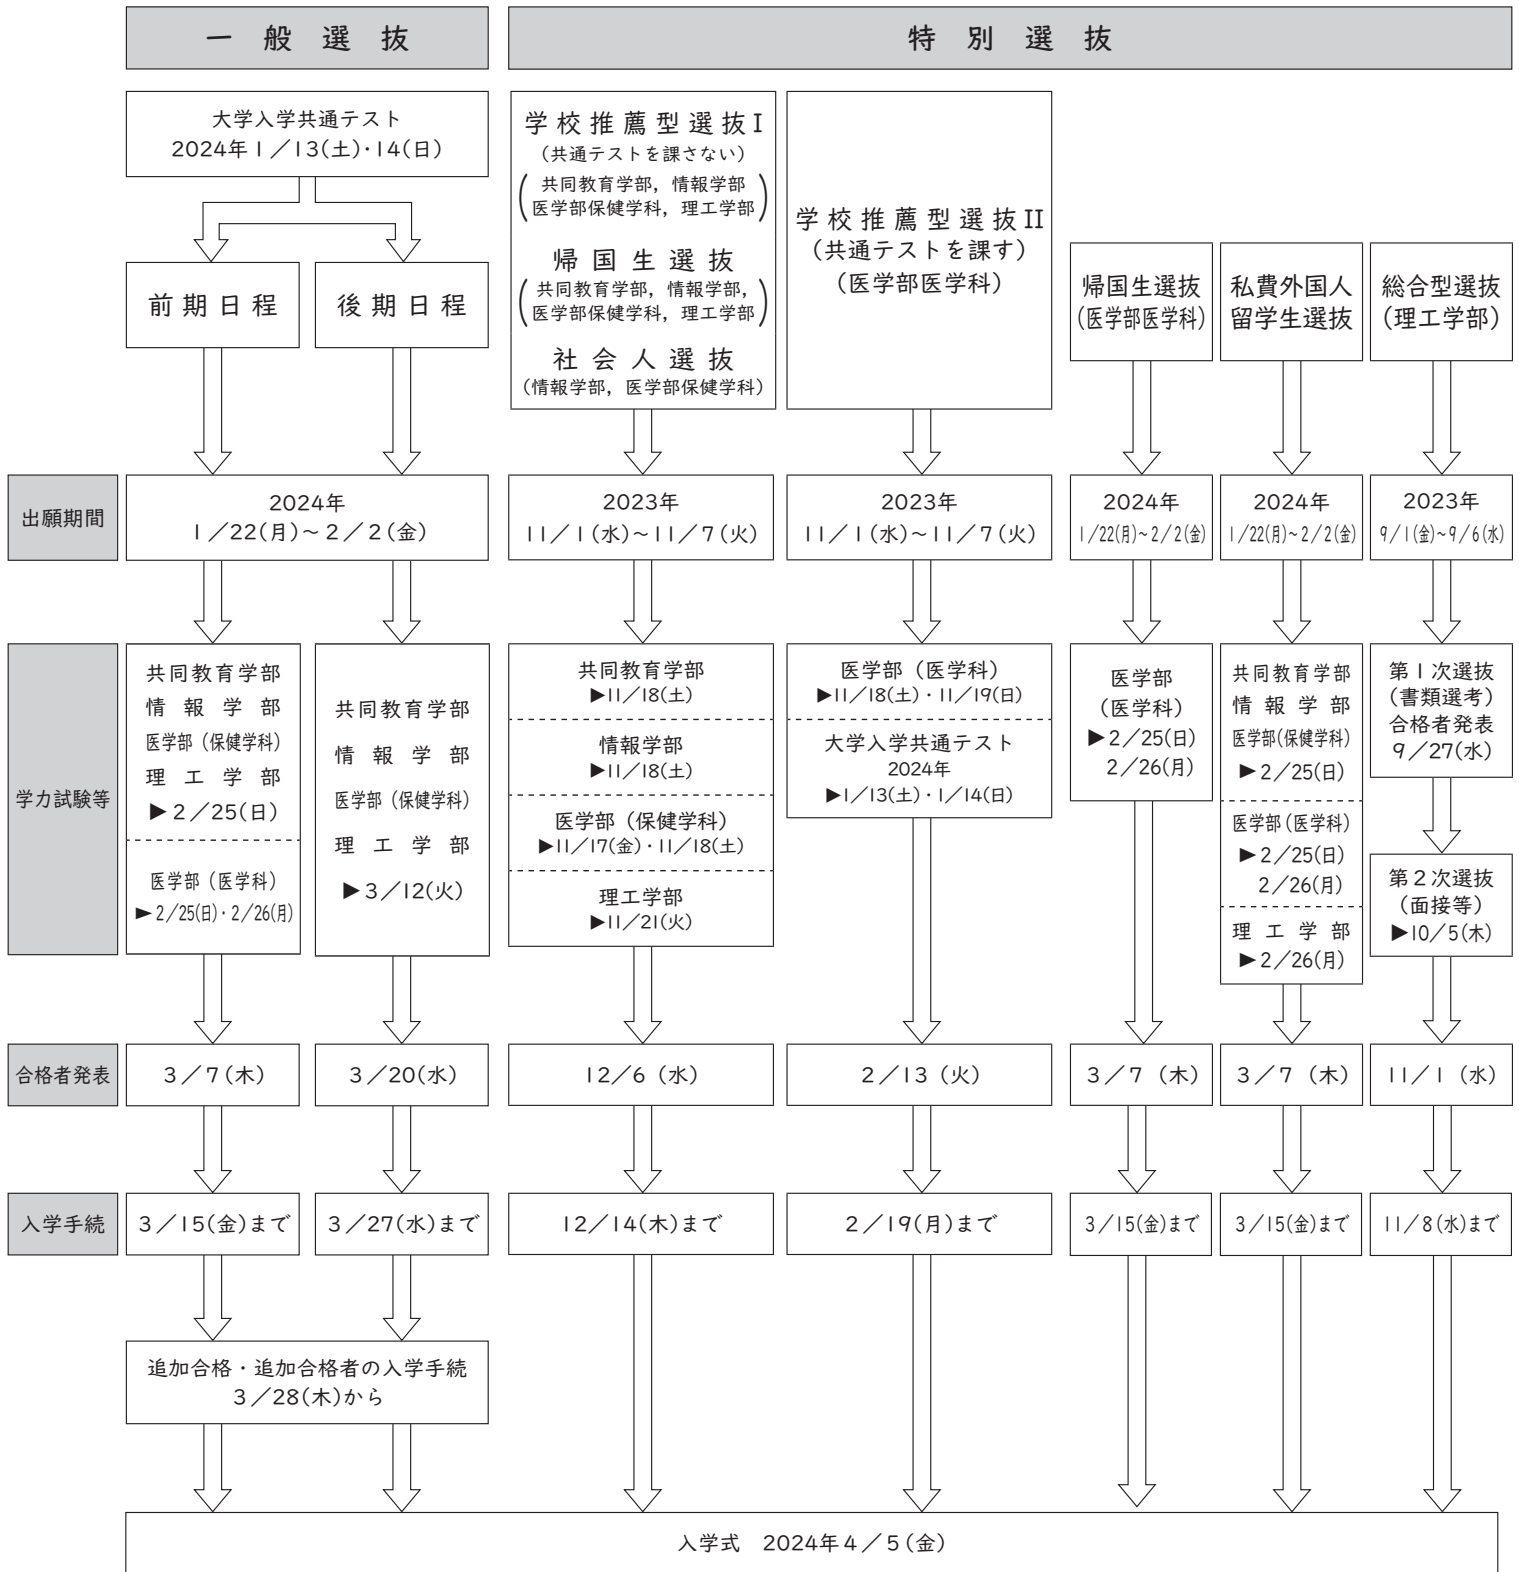 一般選抜
特別選抜
大学入学共通テスト
2024年1/13(土)・14(日)
前期日程
後期日程
学校推薦型選抜I
(共通テストを課さない)
(共同教育学部，情報学部
医学部保健学科，理工学部)
帰国生選抜
(共同教育学部，情報学部，
医学部保健学科，理工学部)
社会人選抜
(情報学部，医学部保健学科)
学校推薦型選抜II
(共通テストを課す)
(医学部医学科)
帰国生選抜
(医学部医学科)
私費外国人
留学生選抜
総合型選抜
(理工学部)
出願期間
2024年
1/22(月)～2/2(金)
2023年
11/1(水)～11/7(火)
2023年
11/1(水)～11/7(火)
2024年
1/22(月)~2/2(金)
2024年
1/22(月)~2/2(金)
2023年
9/1(金)~9/6(水)
学力試験等
共同教育学部
情報学部
医学部(保健学科)
理工学部
▶2/25(日)
医学部(医学科)
▶2/25(日)・2/26(月)
共同教育学部
情報学部
医学部(保健学科)
理工学部
▶3/12(火)
共同教育学部
▶11/18(土)
情報学部
▶11/18(土)
医学部(保健学科)
▶11/17(金)・11/18(土)
理工学部
▶11/21(火)
医学部(医学科)
▶11/18(土)・11/19(日)
大学入学共通テスト
2024年
▶1/13(土)・1/14(日)
医学部
(医学科)
▶2/25(日)
2/26(月)
共同教育学部
情報学部
医学部(保健学科)
▶2/25(日)
医学部(医学科)
▶2/25(日)
2/26(月)
理工学部
▶2/26(月)
第1次選抜
(書類選考)
合格者発表
9/27(水)
第2次選抜
(面接等)
▶10/5(木)
合格者発表
3/7(木)
3/20(水)
12/6(水)
2/13(火)
3/7(木)
3/7(木)
11/1(水)
入学手続
3/15(金)まで
3/27(水)まで
12/14(木)まで
2/19(月)まで
3/15(金)まで
3/15(金)まで
11/8(水)まで
追加合格・追加合格者の入学手続
3/28(木)から
入学式　2024年4/5(金)